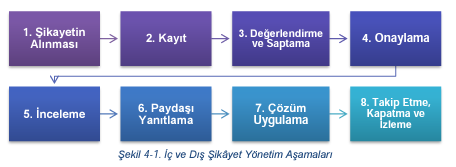 1. Şikayetin
Alınması
2. Kayıt
3. Değerlendirme
ve Saptama
4. Onaylama
5. İnceleme
6. Paydaşı
Yanıtlama
7. Çözüm
Uygulama
8. Takip Etme,
Kapatma ve
İzleme
Şekil 4-1. İç ve Dış Şikâyet Yönetim Aşamaları